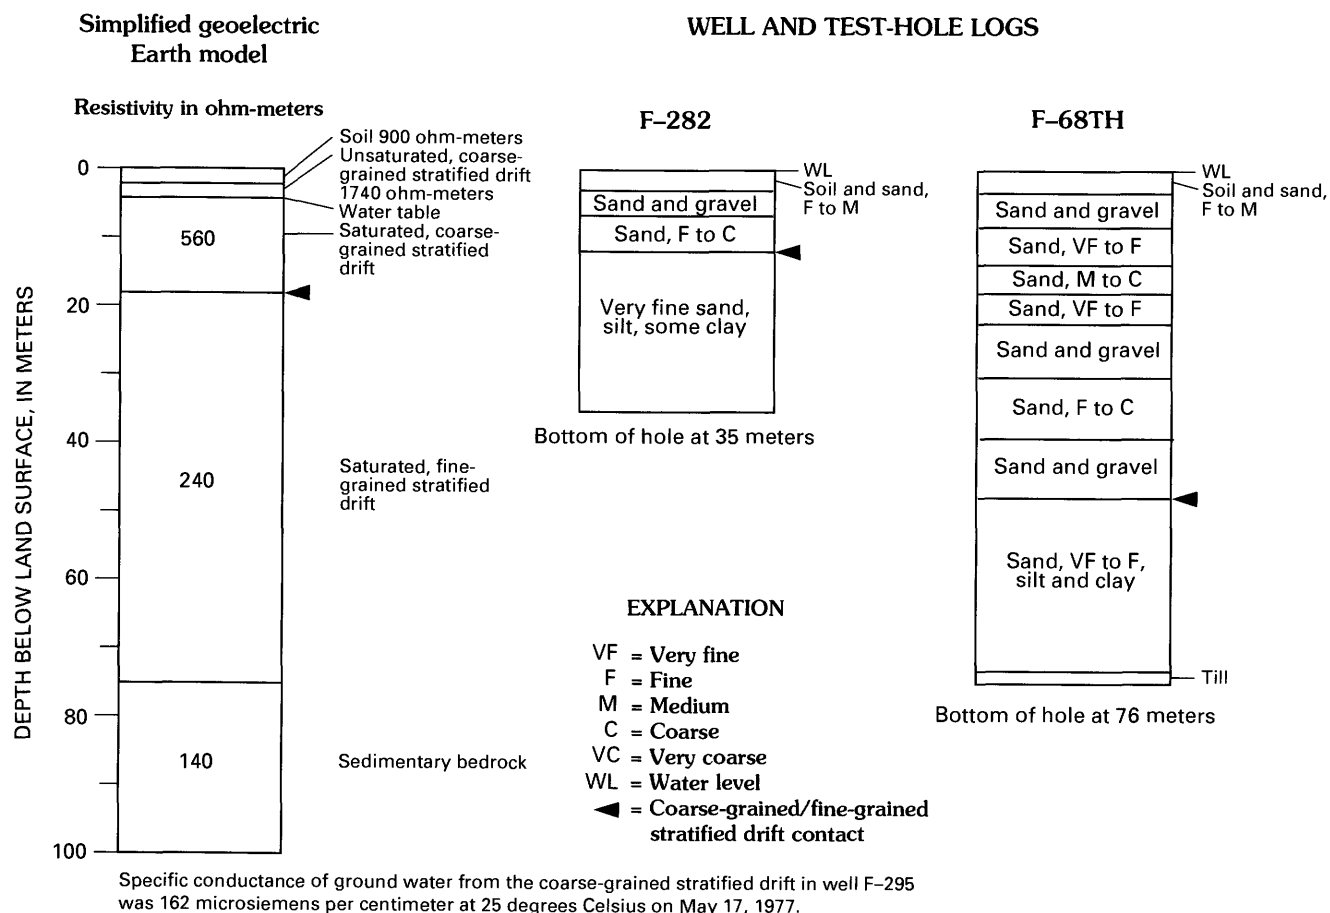 Simplified geoelectric
Earth model
WELL AND TEST-HOLE LOGS
Resistivity in ohm-meters
F–282
F–68TH
DEPTH BELOW LAND SURFACE, IN METERS
0
20
40
60
80
100
Soil 900 ohm-meters
Unsaturated, coarse-
grained stratified drift
1740 ohm-meters
Water table
Saturated, coarse-
grained stratified
drift
560
240
Saturated, fine-
grained stratified
drift
140
Sedimentary bedrock
WL
Soil and sand,
F to M
Sand and gravel
Sand, F to C
Very fine sand,
silt, some clay
Bottom of hole at 35 meters
WL
Soil and sand,
F to M
Sand and gravel
Sand, VF to F
Sand, M to C
Sand, VF to F
Sand and gravel
Sand, F to C
Sand and gravel
Sand, VF to F,
silt and clay
Till
Bottom of hole at 76 meters
EXPLANATION
VF = Very fine
F = Fine
M = Medium
C = Coarse
VC = Very coarse
WL = Water level
◄ = Coarse-grained/fine-grained
stratified drift contact
Specific conductance of ground water from the coarse-grained stratified drift in well F–295
was 162 microsiemens per centimeter at 25 degrees Celsius on May 17, 1977.